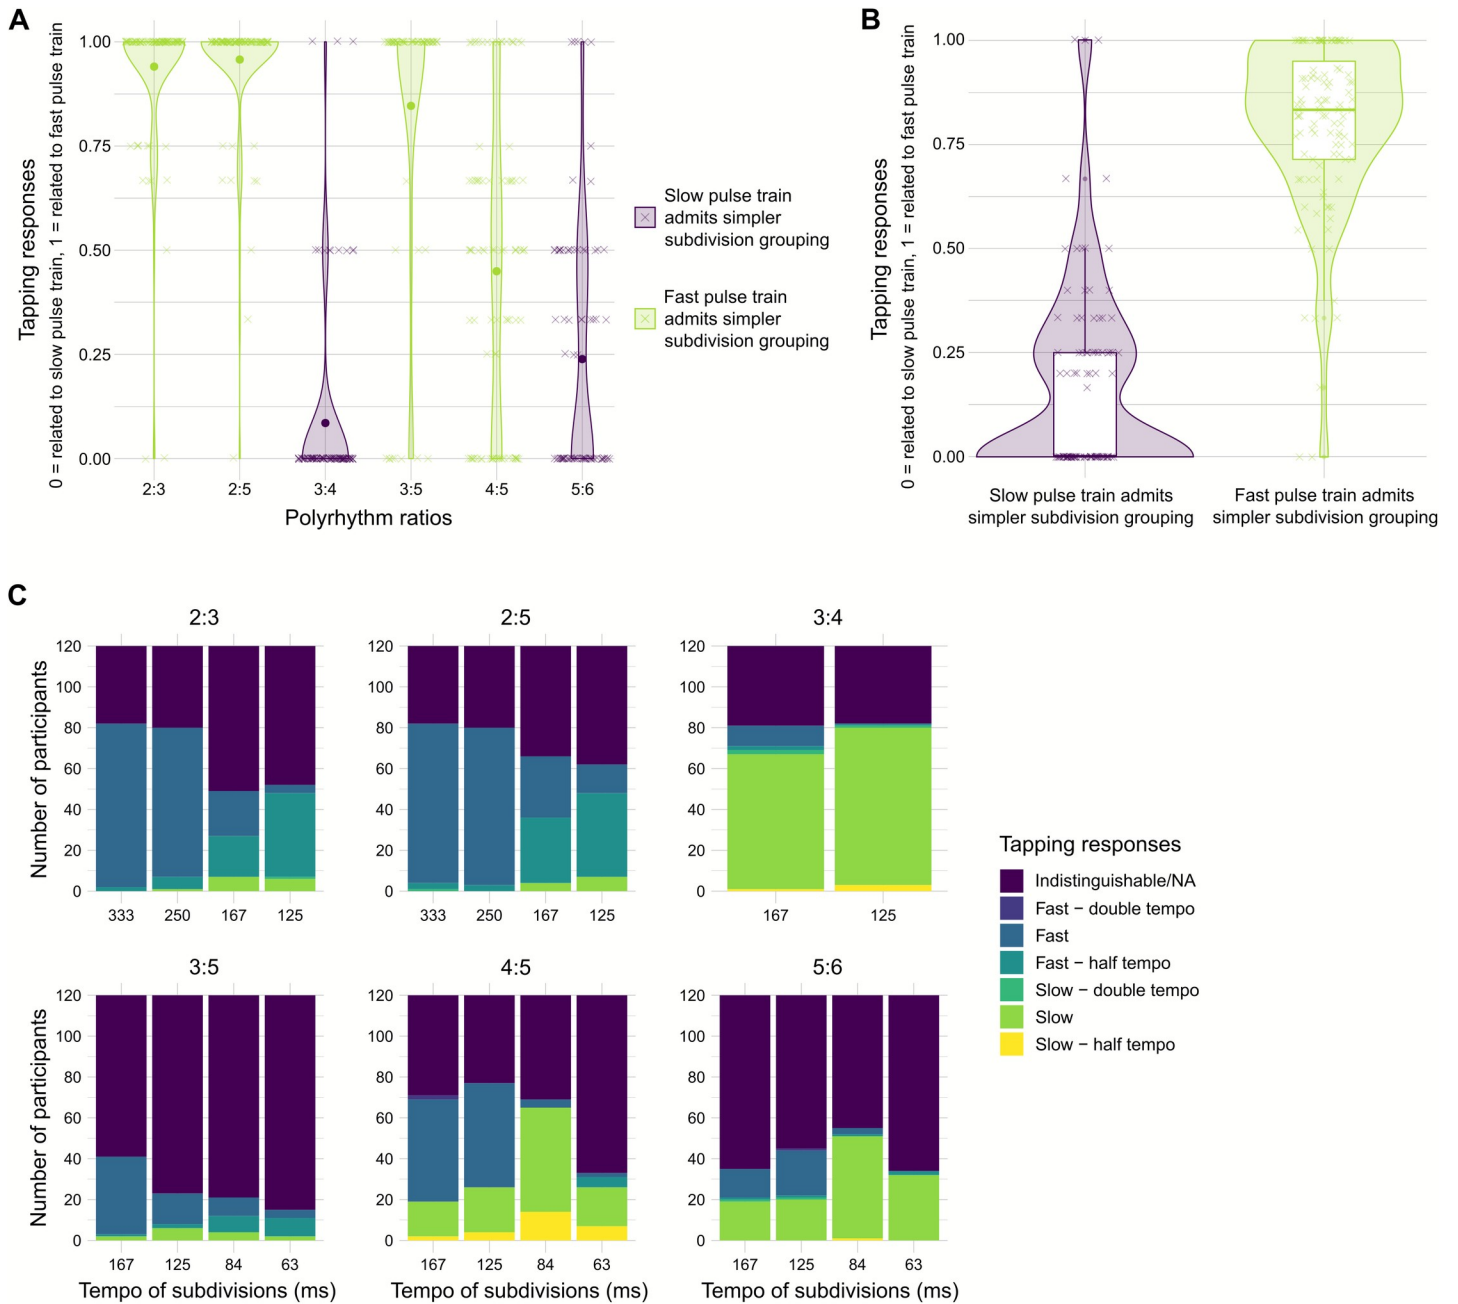 A
Tapping responses
0 = related to slow pulse train, 1 = related to fast pulse train
1.00
0.75
0.50
0.25
0.00
2:3
2:5
3:4
3:5
4:5
5:6
Polyrhythm ratios
Slow pulse train
admits simpler
subdivision grouping
Fast pulse train
admits simpler
subdivision grouping
B
Tapping responses
0 = related to slow pulse train, 1 = related to fast pulse train
1.00
0.75
0.50
0.25
0.00
Slow pulse train admits
simpler subdivision grouping
Fast pulse train admits
simpler subdivision grouping
C
2:3
Number of participants
120
100
80
60
40
20
0
333 250 167 125
2:5
120
100
80
60
40
20
0
333 250 167 125
3:4
120
100
80
60
40
20
0
167 125
3:5
Number of participants
120
100
80
60
40
20
0
167 125 84 63
Tempo of subdivisions (ms)
4:5
120
100
80
60
40
20
0
167 125 84 63
Tempo of subdivisions (ms)
5:6
120
100
80
60
40
20
0
167 125 84 63
Tempo of subdivisions (ms)
Tapping responses
Indistinguishable/NA
Fast − double tempo
Fast
Fast − half tempo
Slow − double tempo
Slow
Slow − half tempo